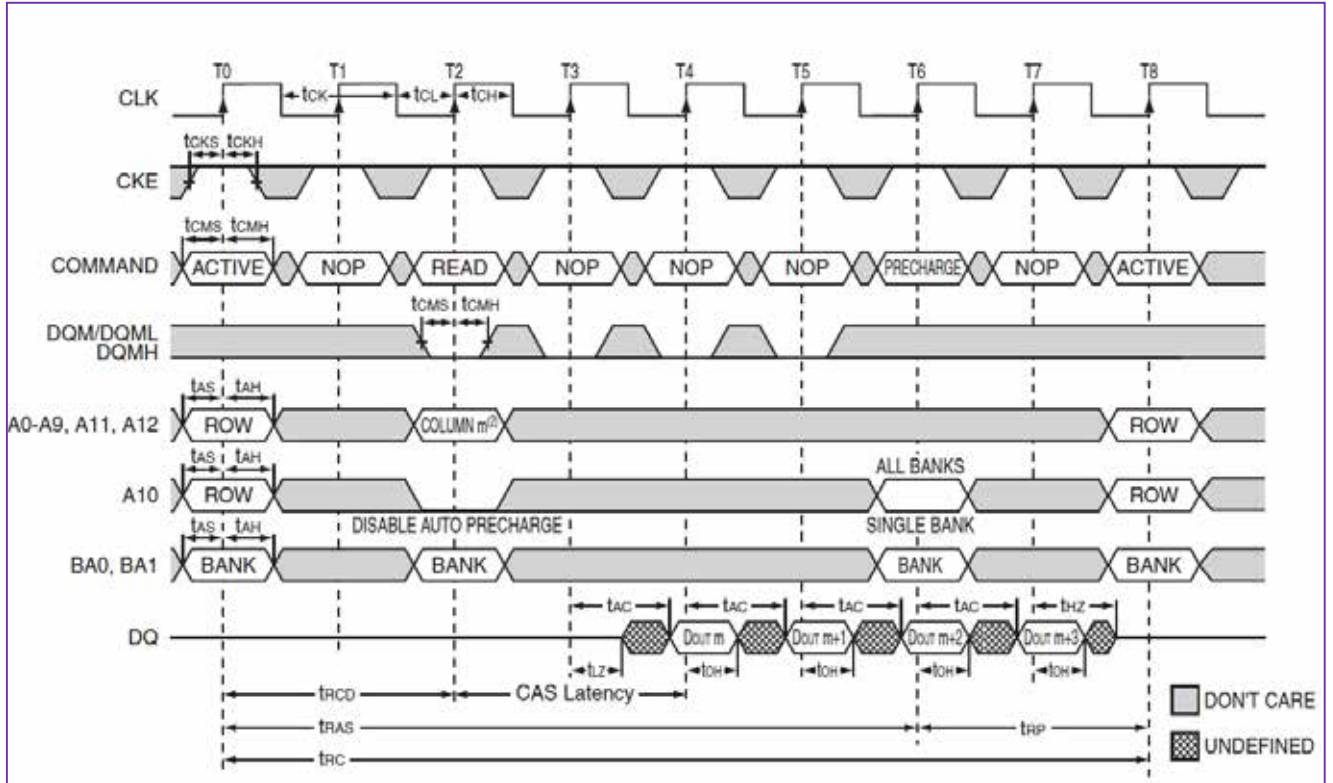 T0 T1 T2 T3 T4 T5 T6 T7 T8
CLK tCK tCL tCH
tCKS tCKH
CKE
tCMS tCMH
COMMAND ACTIVE NOP READ NOP NOP NOP PRECHARGE NOP ACTIVE
tCMS tCMH
DQM/DQML
DQMH
tAS tAH
A0-A9, A11, A12 ROW COLUMN m(2) ROW
tAS tAH ALL BANKS
A10 ROW ROW
tAS tAH DISABLE AUTO PRECHARGE SINGLE BANK
BA0, BA1 BANK BANK BANK BANK
tAC tAC tAC tAC tHZ
DQ DOUT m DOUT m+1 DOUT m+2 DOUT m+3
tLZ tOH tOH tOH tOH
tRCD CAS Latency
DON'T CARE
tRAS tRP
UNDEFINED
tRC